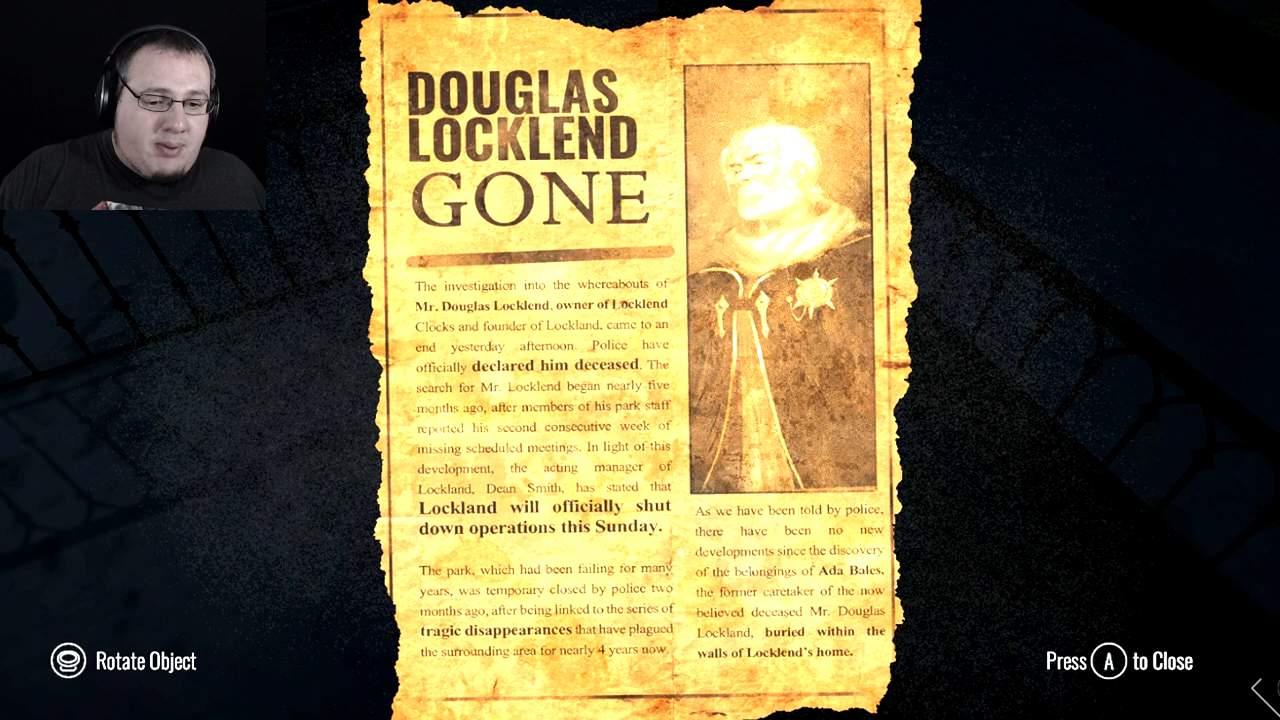 DOUGLAS
LOCKLEND
GONE
The investigation into the whereabouts of
Mr. Douglas Locklend, owner of Locklend
Clocks and founder of Lockland, came to an
end yesterday afternoon. Police have
officially declared him deceased. The
search for Mr. Locklend began nearly five
months ago, after members of his park staff
reported his second consecutive week of
missing scheduled meetings. In light of this
development, the acting manager of
Lockland, Dean Smith, has stated that
Lockland will officially shut
down operations this Sunday.
The park, which had been failing for many
years, was temporary closed by police two
months ago, after being linked to the series of
tragic disappearances that have plagued
the surrounding area for nearly 4 years now.
As we have been told by police,
there have been no new
developments since the discovery
of the belongings of Ada Bales,
the former caretaker of the now
believed deceased Mr. Douglas
Lockland, buried within the
walls of Locklend's home.
Rotate Object
Press A to Close